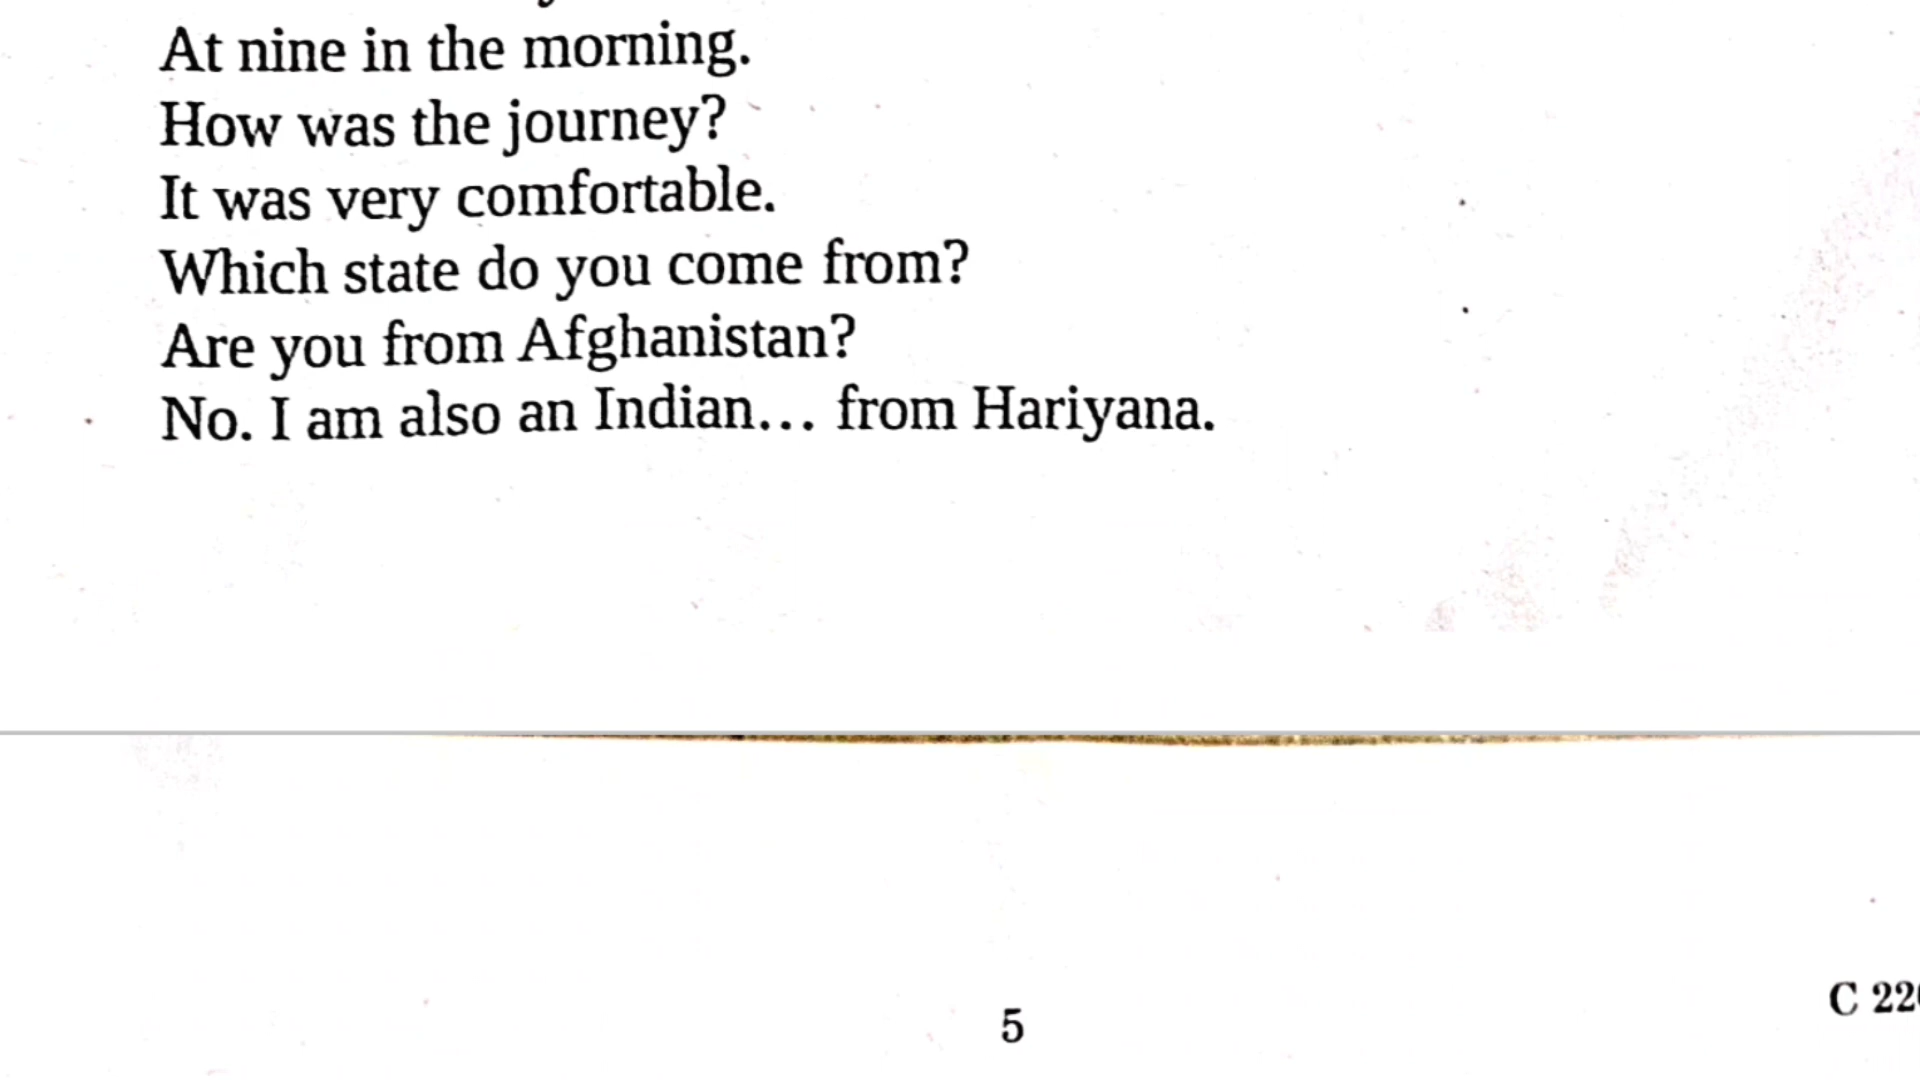 At nine in the morning.
How was the journey?
It was very comfortable.
Which state do you come from?
Are you from Afghanistan?
No. I am also an Indian... from Hariyana.
5
C 22